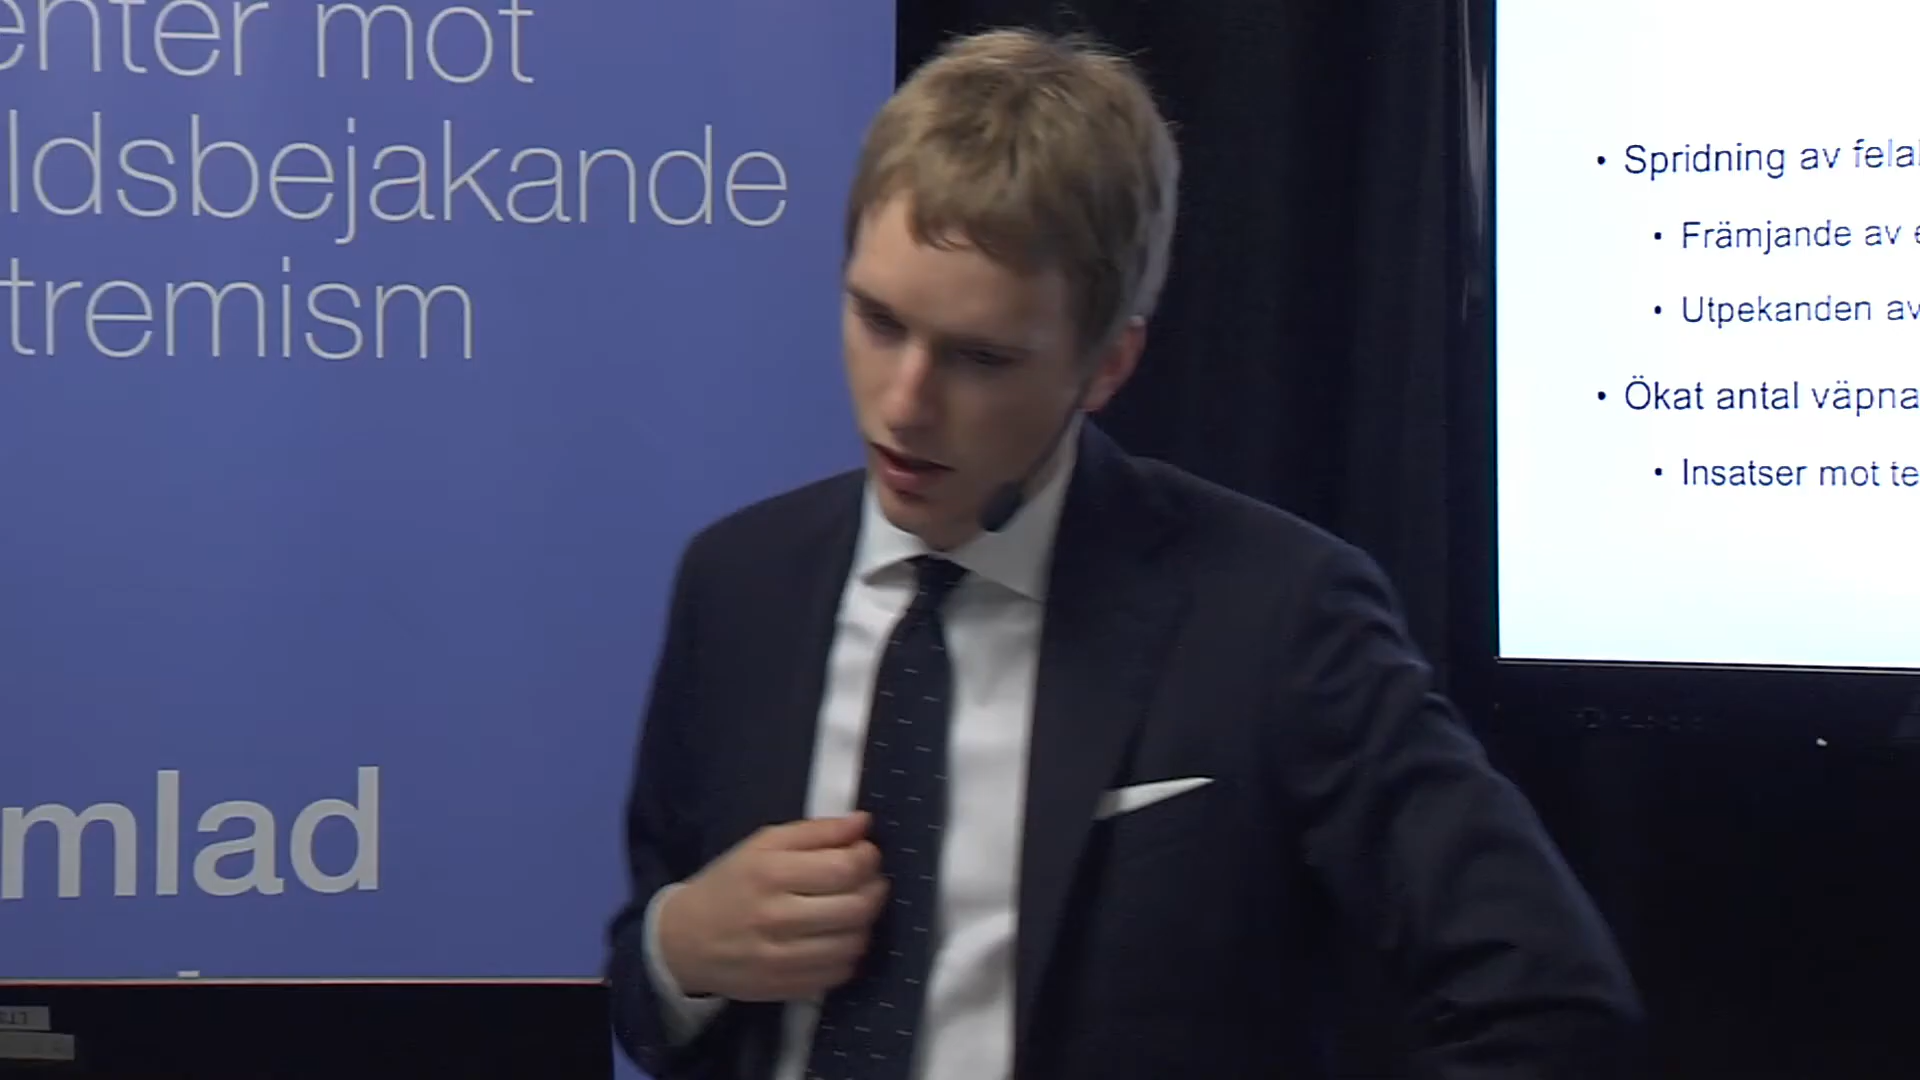 enter mot
ldsbejakande
tremism
mlad
• Spridning av fela
• Främjande av
• Utpekanden av
• Ökat antal väpna
• Insatser mot te